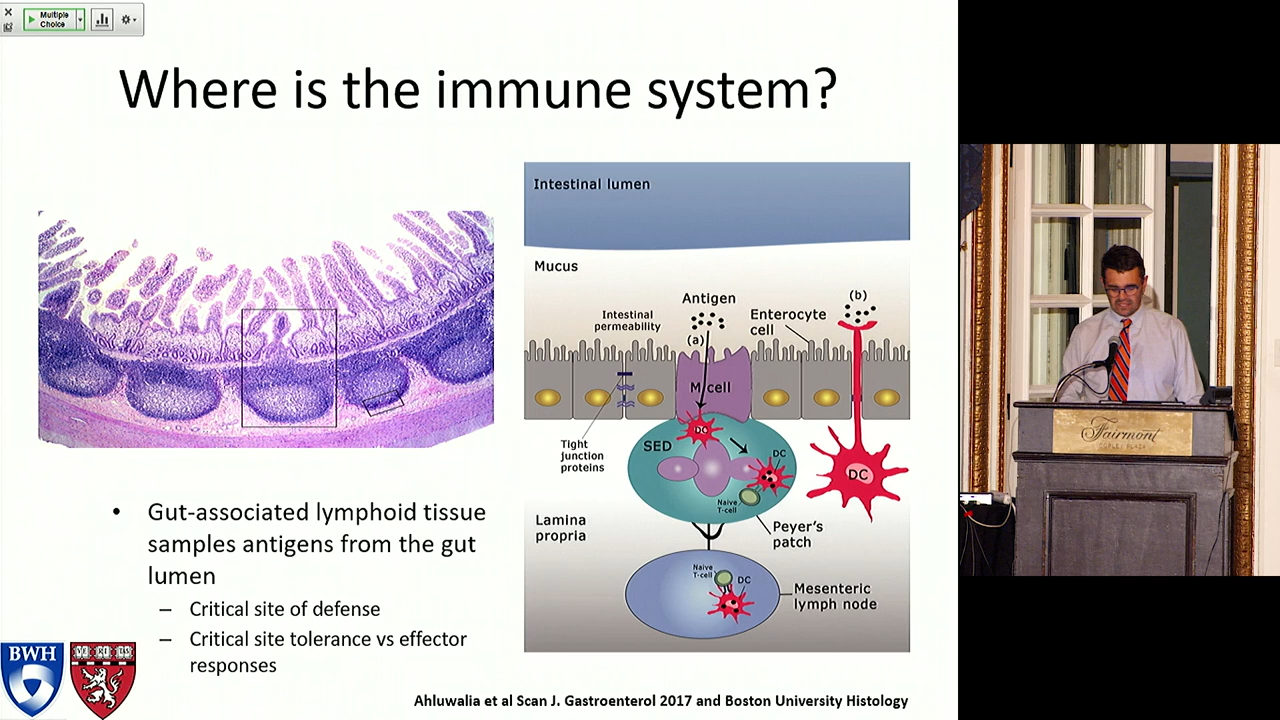 Multiple
Choice
Where is the immune system?
Intestinal lumen
Mucus
Antigen
(b)
Intestinal
permeability
Enterocyte
cell
(a)
M cell
DC
SED
DC
Tight
junction
proteins
Naive
T-cell
DC
Lamina
propria
Peyer's
patch
Naive
T-cell
DC
Mesenteric
lymph node
• Gut-associated lymphoid tissue
samples antigens from the gut
lumen
– Critical site of defense
– Critical site tolerance vs effector
responses
BWH
Ahluwalia et al Scan J. Gastroenterol 2017 and Boston University Histology
Fairmont
COPLEY PLAZA